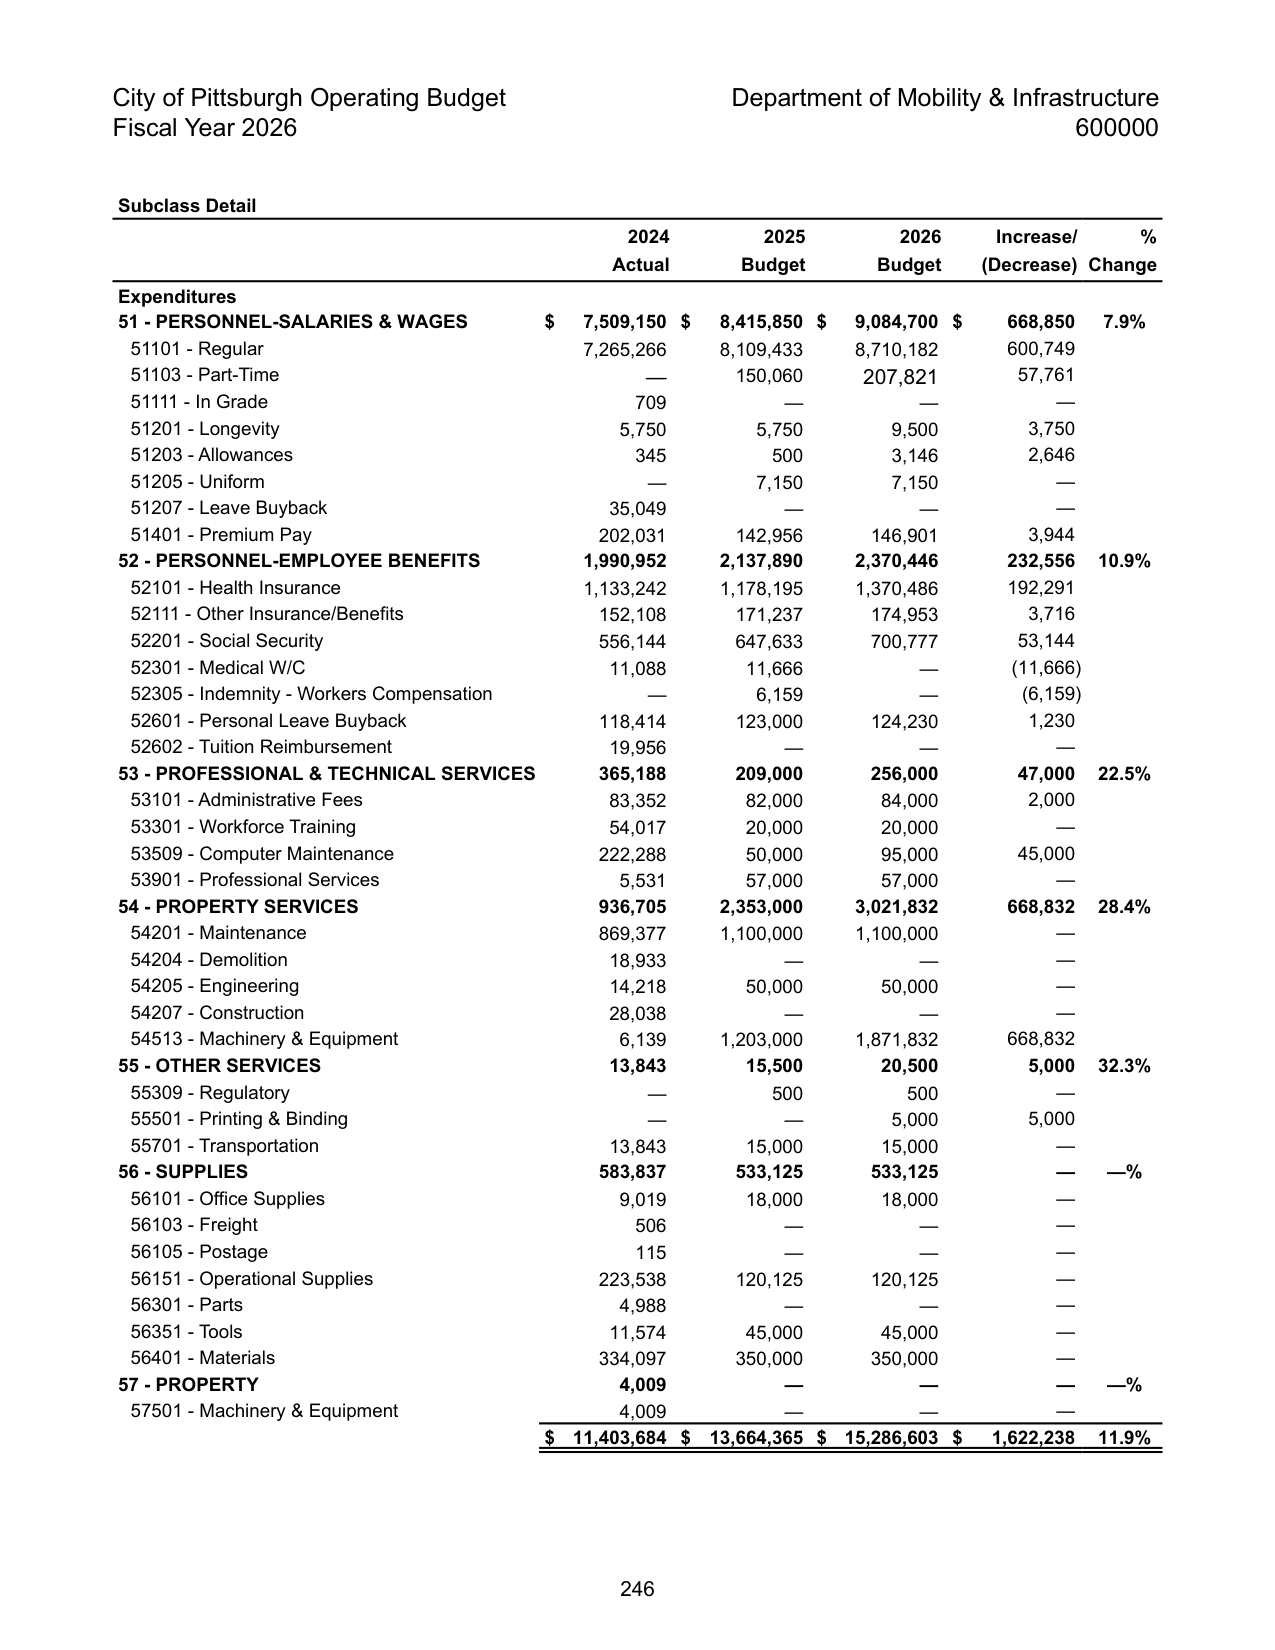 City of Pittsburgh Operating Budget Department of Mobility & Infrastructure
Fiscal Year 2026 600000
Subclass Detail
2024 2025 2026 Increase/ %
Actual Budget Budget (Decrease) Change
Expenditures
51 - PERSONNEL-SALARIES & WAGES $ 7,509,150 $ 8,415,850 $ 9,084,700 $ 668,850 7.9%
51101 - Regular 7,265,266 8,109,433 8,710,182 600,749
51103 - Part-Time — 150,060 207,821 57,761
51111 - In Grade 709 — — —
51201 - Longevity 5,750 5,750 9,500 3,750
51203 - Allowances 345 500 3,146 2,646
51205 - Uniform — 7,150 7,150 —
51207 - Leave Buyback 35,049 — — —
51401 - Premium Pay 202,031 142,956 146,901 3,944
52 - PERSONNEL-EMPLOYEE BENEFITS 1,990,952 2,137,890 2,370,446 232,556 10.9%
52101 - Health Insurance 1,133,242 1,178,195 1,370,486 192,291
52111 - Other Insurance/Benefits 152,108 171,237 174,953 3,716
52201 - Social Security 556,144 647,633 700,777 53,144
52301 - Medical W/C 11,088 11,666 — (11,666)
52305 - Indemnity - Workers Compensation — 6,159 — (6,159)
52601 - Personal Leave Buyback 118,414 123,000 124,230 1,230
52602 - Tuition Reimbursement 19,956 — — —
53 - PROFESSIONAL & TECHNICAL SERVICES 365,188 209,000 256,000 47,000 22.5%
53101 - Administrative Fees 83,352 82,000 84,000 2,000
53301 - Workforce Training 54,017 20,000 20,000 —
53509 - Computer Maintenance 222,288 50,000 95,000 45,000
53901 - Professional Services 5,531 57,000 57,000 —
54 - PROPERTY SERVICES 936,705 2,353,000 3,021,832 668,832 28.4%
54201 - Maintenance 869,377 1,100,000 1,100,000 —
54204 - Demolition 18,933 — — —
54205 - Engineering 14,218 50,000 50,000 —
54207 - Construction 28,038 — — —
54513 - Machinery & Equipment 6,139 1,203,000 1,871,832 668,832
55 - OTHER SERVICES 13,843 15,500 20,500 5,000 32.3%
55309 - Regulatory — 500 500 —
55501 - Printing & Binding — — 5,000 5,000
55701 - Transportation 13,843 15,000 15,000 —
56 - SUPPLIES 583,837 533,125 533,125 — —%
56101 - Office Supplies 9,019 18,000 18,000 —
56103 - Freight 506 — — —
56105 - Postage 115 — — —
56151 - Operational Supplies 223,538 120,125 120,125 —
56301 - Parts 4,988 — — —
56351 - Tools 11,574 45,000 45,000 —
56401 - Materials 334,097 350,000 350,000 —
57 - PROPERTY 4,009 — — — —%
57501 - Machinery & Equipment 4,009 — — —
$ 11,403,684 $ 13,664,365 $ 15,286,603 $ 1,622,238 11.9%
246